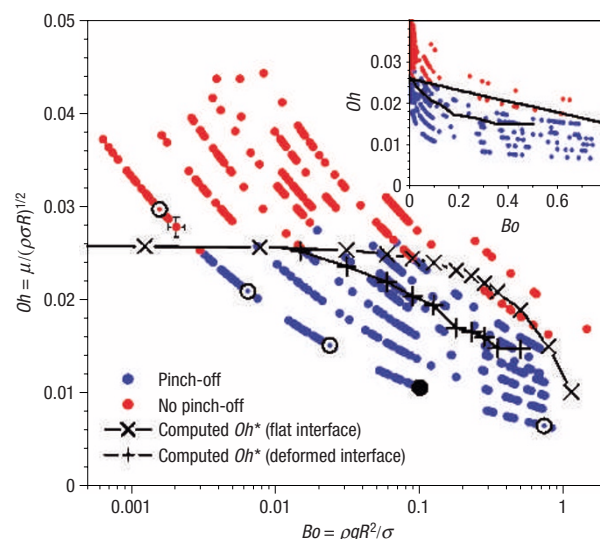 0.05
0.04
0.03
0.02
0.01
0
Oh = μ/(ρσR)^1/2
0.001
0.01
0.1
1
Bo = ρgR^2/σ
Pinch-off
No pinch-off
Computed Oh* (flat interface)
Computed Oh* (deformed interface)
0.03
0.02
0.01
0
Oh
0
0.2
0.4
0.6
Bo